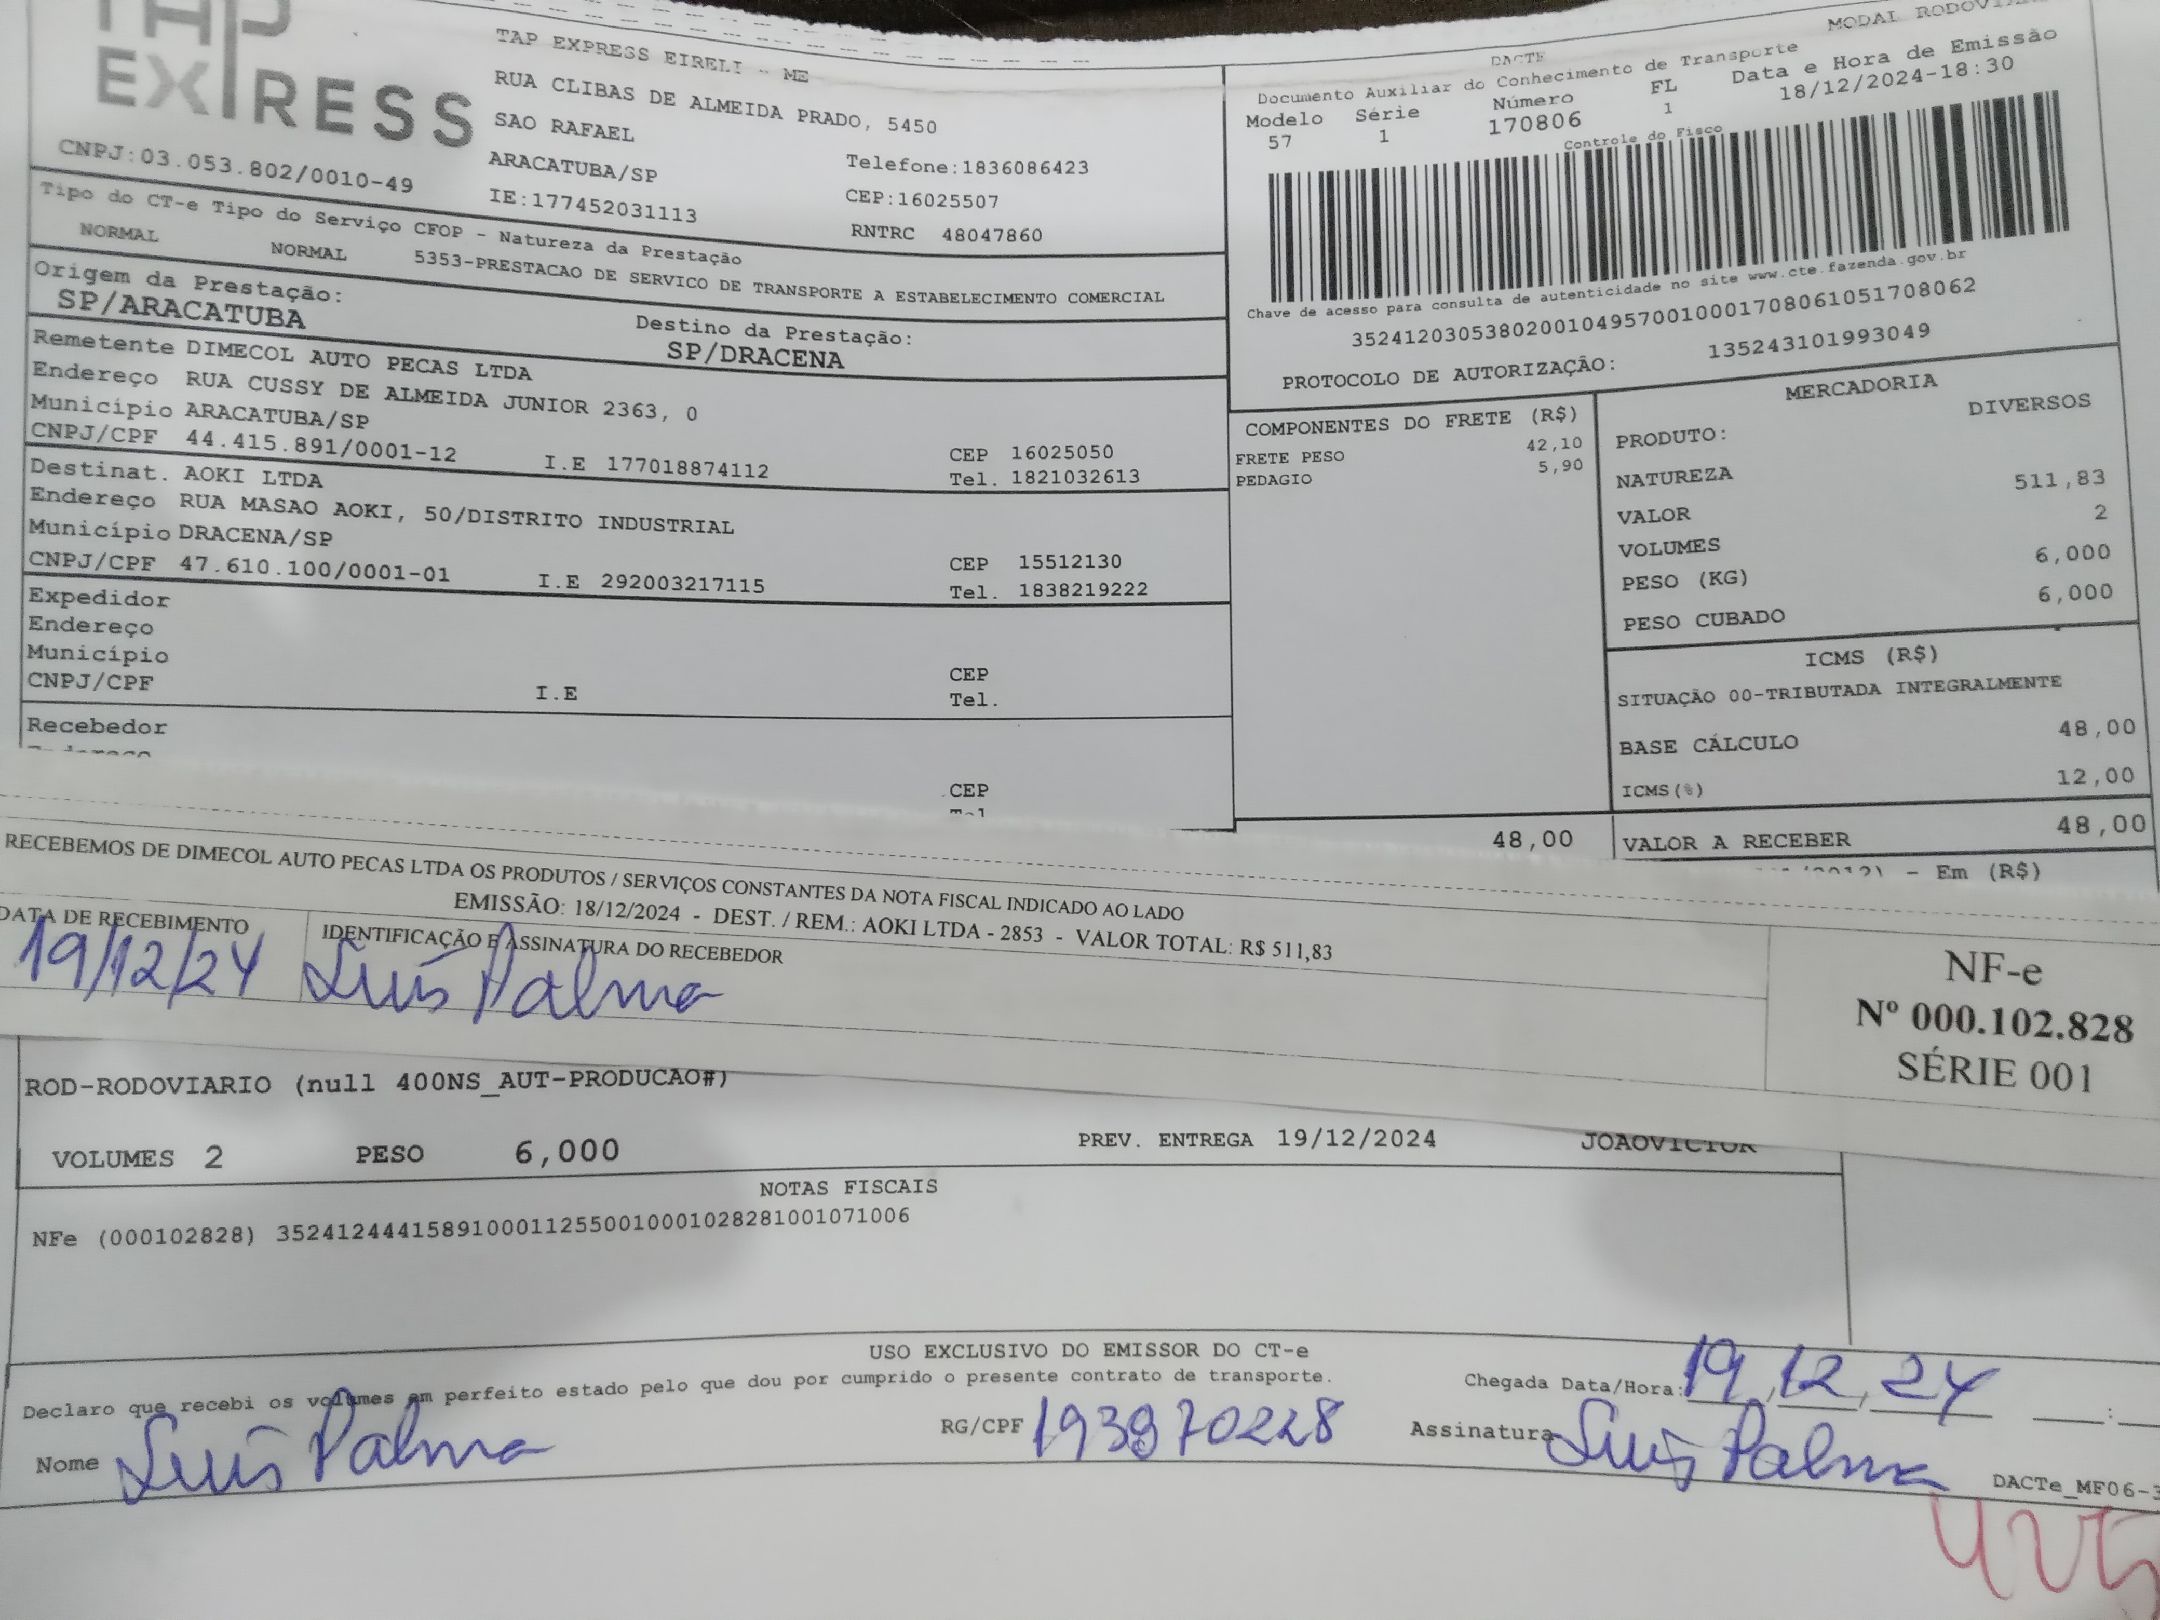 TAP
EXPRESS
CNPJ:03.053.802/0010-49
TAP EXPRESS EIRELI - ME
RUA CLIBAS DE ALMEIDA PRADO, 5450
SAO RAFAEL
ARACATUBA/SP
IE:177452031113
Telefone:1836086423
CEP:16025507
RNTRC 48047860
Tipo do CT-e Tipo do Serviço CFOP - Natureza da Prestação
NORMAL NORMAL 5353-PRESTACAO DE SERVICO DE TRANSPORTE A ESTABELECIMENTO COMERCIAL
Origem da Prestação:
SP/ARACATUBA
Destino da Prestação:
SP/DRACENA
Remetente DIMECOL AUTO PECAS LTDA
Endereço RUA CUSSY DE ALMEIDA JUNIOR 2363, 0
Município ARACATUBA/SP CEP 16025050
CNPJ/CPF 44.415.891/0001-12 I.E 177018874112 Tel. 1821032613
Destinat. AOKI LTDA
Endereço RUA MASAO AOKI, 50/DISTRITO INDUSTRIAL
Município DRACENA/SP CEP 15512130
CNPJ/CPF 47.610.100/0001-01 I.E 292003217115 Tel. 1838219222
Expedidor
Endereço
Município CEP
CNPJ/CPF I.E Tel.
Recebedor
Endereço
CEP
Tel
DACTE
MODAL RODOVI
Documento Auxiliar do Conhecimento de Transporte
Modelo Série Número FL Data e Hora de Emissão
57 1 170806 1 18/12/2024-18:30
Controle do Fisco
Chave de acesso para consulta de autenticidade no site www.cte.fazenda.gov.br
35241203053802001049570010001708061051708062
PROTOCOLO DE AUTORIZAÇÃO: 135243101993049
COMPONENTES DO FRETE (R$)
FRETE PESO 42,10
PEDAGIO 5,90
48,00
MERCADORIA
PRODUTO: DIVERSOS
NATUREZA
VALOR 511,83
VOLUMES 2
PESO (KG) 6,000
PESO CUBADO 6,000
ICMS (R$)
SITUAÇÃO 00-TRIBUTADA INTEGRALMENTE
BASE CÁLCULO 48,00
ICMS(%) 12,00
VALOR A RECEBER 48,00
- Em (R$)
RECEBEMOS DE DIMECOL AUTO PECAS LTDA OS PRODUTOS / SERVIÇOS CONSTANTES DA NOTA FISCAL INDICADO AO LADO
EMISSÃO: 18/12/2024 - DEST. / REM.: AOKI LTDA - 2853 - VALOR TOTAL: R$ 511,83
DATA DE RECEBIMENTO
19/12/24
IDENTIFICAÇÃO E ASSINATURA DO RECEBEDOR
Luís Palma
NF-e
Nº 000.102.828
SÉRIE 001
ROD-RODOVIARIO (null 400NS_AUT-PRODUCAO#)
VOLUMES 2 PESO 6,000 PREV. ENTREGA 19/12/2024 JOAOVICTOR
NOTAS FISCAIS
NFe (000102828) 35241244415891000112550010001028281001071006
USO EXCLUSIVO DO EMISSOR DO CT-e
Declaro que recebi os volumes em perfeito estado pelo que dou por cumprido o presente contrato de transporte.
Chegada Data/Hora: 19,12,24 :
Nome Luís Palma RG/CPF 193970228 Assinatura Luís Palma
DACTe_MF06-3